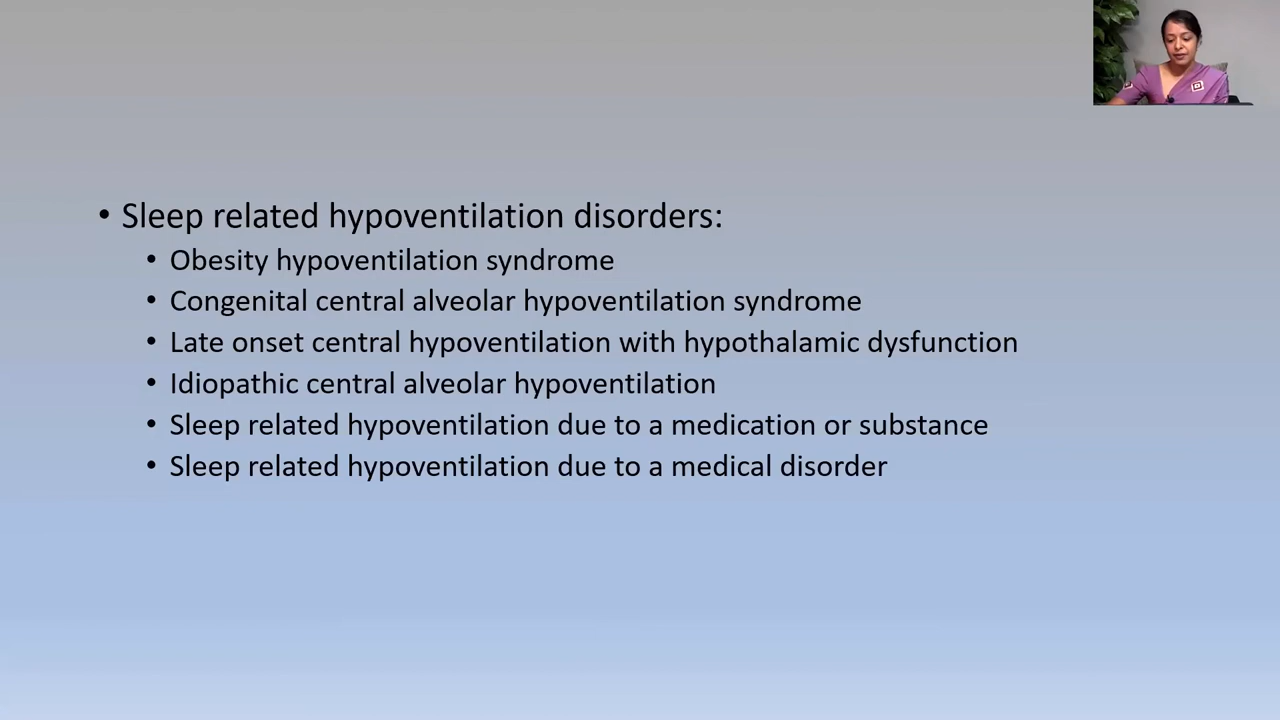 • Sleep related hypoventilation disorders:
• Obesity hypoventilation syndrome
• Congenital central alveolar hypoventilation syndrome
• Late onset central hypoventilation with hypothalamic dysfunction
• Idiopathic central alveolar hypoventilation
• Sleep related hypoventilation due to a medication or substance
• Sleep related hypoventilation due to a medical disorder